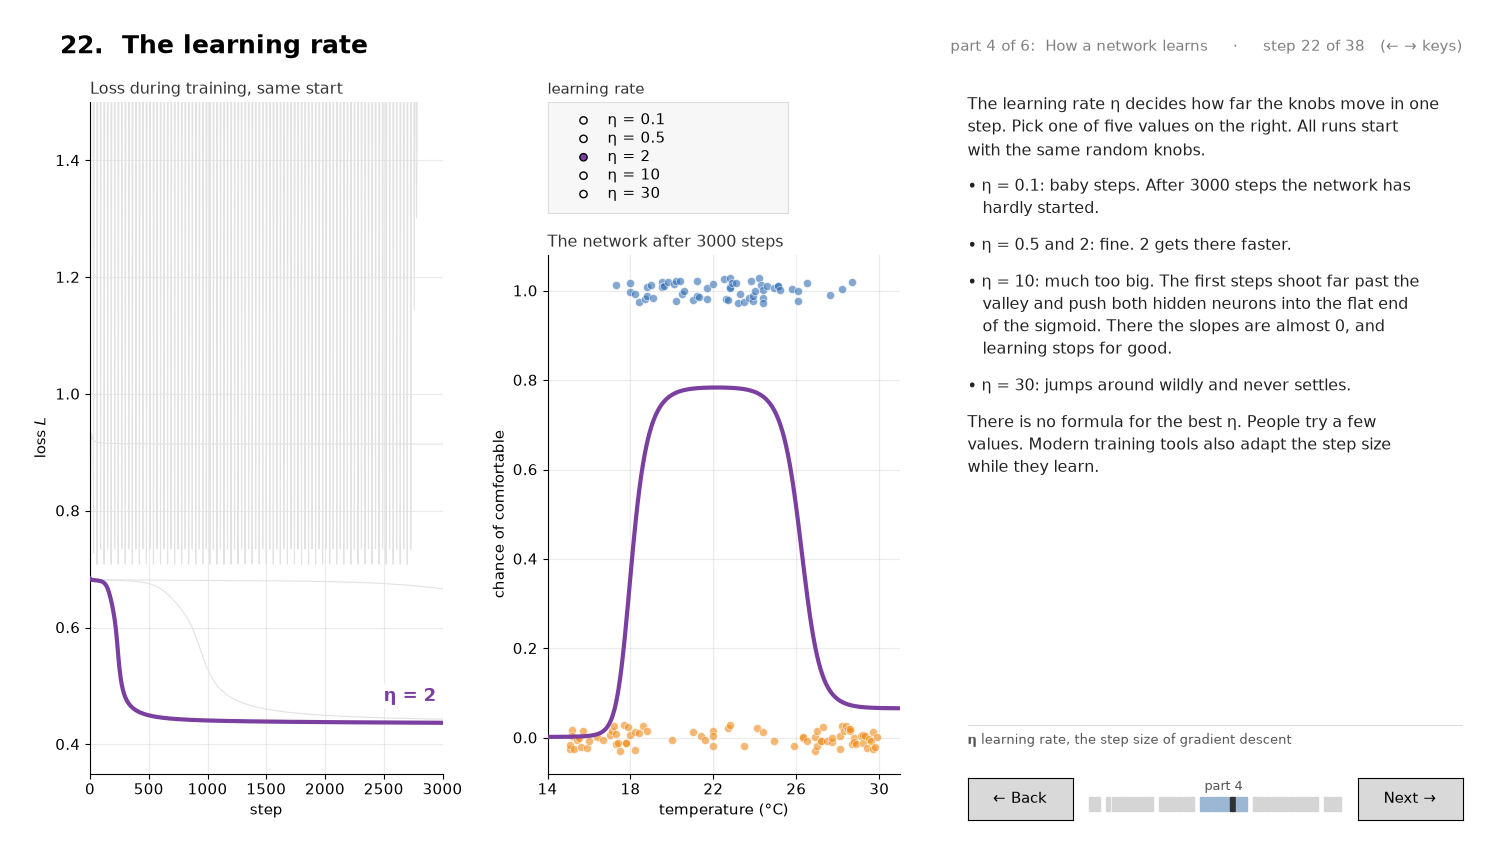 22.  The learning rate
part 4 of 6:  How a network learns   ·   step 22 of 38   (← → keys)
Loss during training, same start
1.4
1.2
1.0
0.8
0.6
0.4
loss L
η = 2
0
500
1000
1500
2000
2500
3000
step
learning rate
η = 0.1
η = 0.5
η = 2
η = 10
η = 30
The network after 3000 steps
1.0
0.8
0.6
0.4
0.2
0.0
chance of comfortable
14
18
22
26
30
temperature (°C)
The learning rate η decides how far the knobs move in one
step. Pick one of five values on the right. All runs start
with the same random knobs.
• η = 0.1: baby steps. After 3000 steps the network has
hardly started.
• η = 0.5 and 2: fine. 2 gets there faster.
• η = 10: much too big. The first steps shoot far past the
valley and push both hidden neurons into the flat end
of the sigmoid. There the slopes are almost 0, and
learning stops for good.
• η = 30: jumps around wildly and never settles.
There is no formula for the best η. People try a few
values. Modern training tools also adapt the step size
while they learn.
η learning rate, the step size of gradient descent
← Back
part 4
Next →